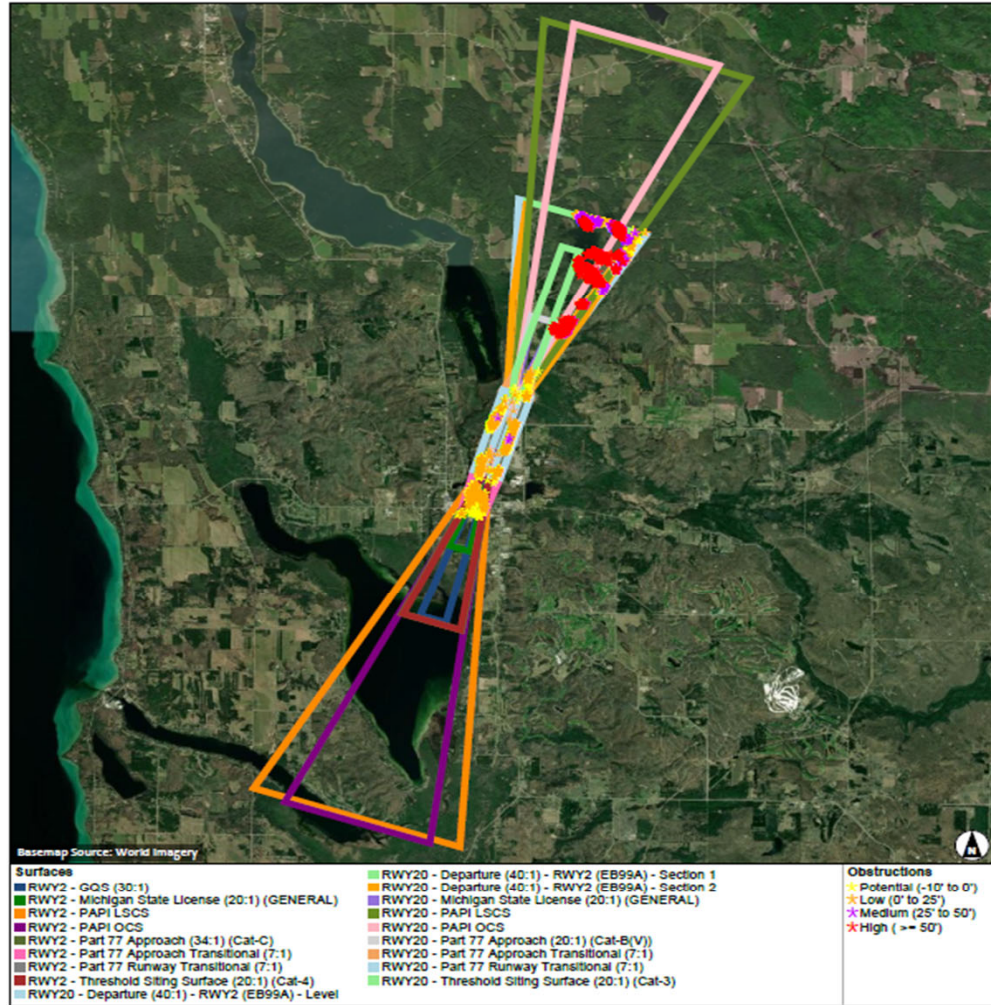 N
Basemap Source: World Imagery
Surfaces
RWY2 - GQS (30:1)
RWY2 - Michigan State License (20:1) (GENERAL)
RWY2 - PAPI LSCS
RWY2 - PAPI OCS
RWY2 - Part 77 Approach (34:1) (Cat-C)
RWY2 - Part 77 Approach Transitional (7:1)
RWY2 - Part 77 Runway Transitional (7:1)
RWY2 - Threshold Siting Surface (20:1) (Cat-4)
RWY20 - Departure (40:1) - RWY2 (EB99A) - Level
RWY20 - Departure (40:1) - RWY2 (EB99A) - Section 1
RWY20 - Departure (40:1) - RWY2 (EB99A) - Section 2
RWY20 - Michigan State License (20:1) (GENERAL)
RWY20 - PAPI LSCS
RWY20 - PAPI OCS
RWY20 - Part 77 Approach (20:1) (Cat-B(V))
RWY20 - Part 77 Approach Transitional (7:1)
RWY20 - Part 77 Runway Transitional (7:1)
RWY20 - Threshold Siting Surface (20:1) (Cat-3)
Obstructions
Potential (-10' to 0')
Low (0' to 25')
Medium (25' to 50')
High ( >= 50')